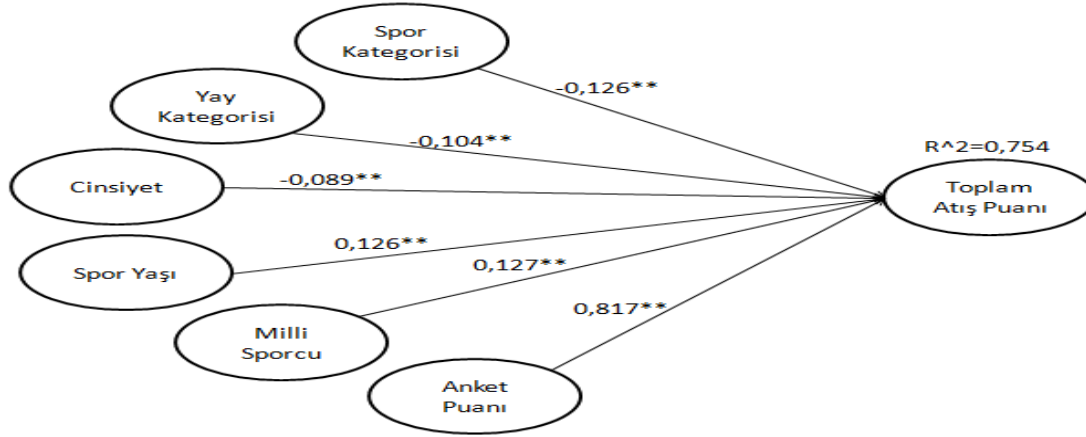 Spor
Kategorisi
-0,126**
Yay
Kategorisi
-0,104**
R^2=0,754
Cinsiyet
-0,089**
Toplam
Atış Puanı
Spor Yaşı
0,126**
0,127**
Milli
Sporcu
0,817**
Anket
Puanı